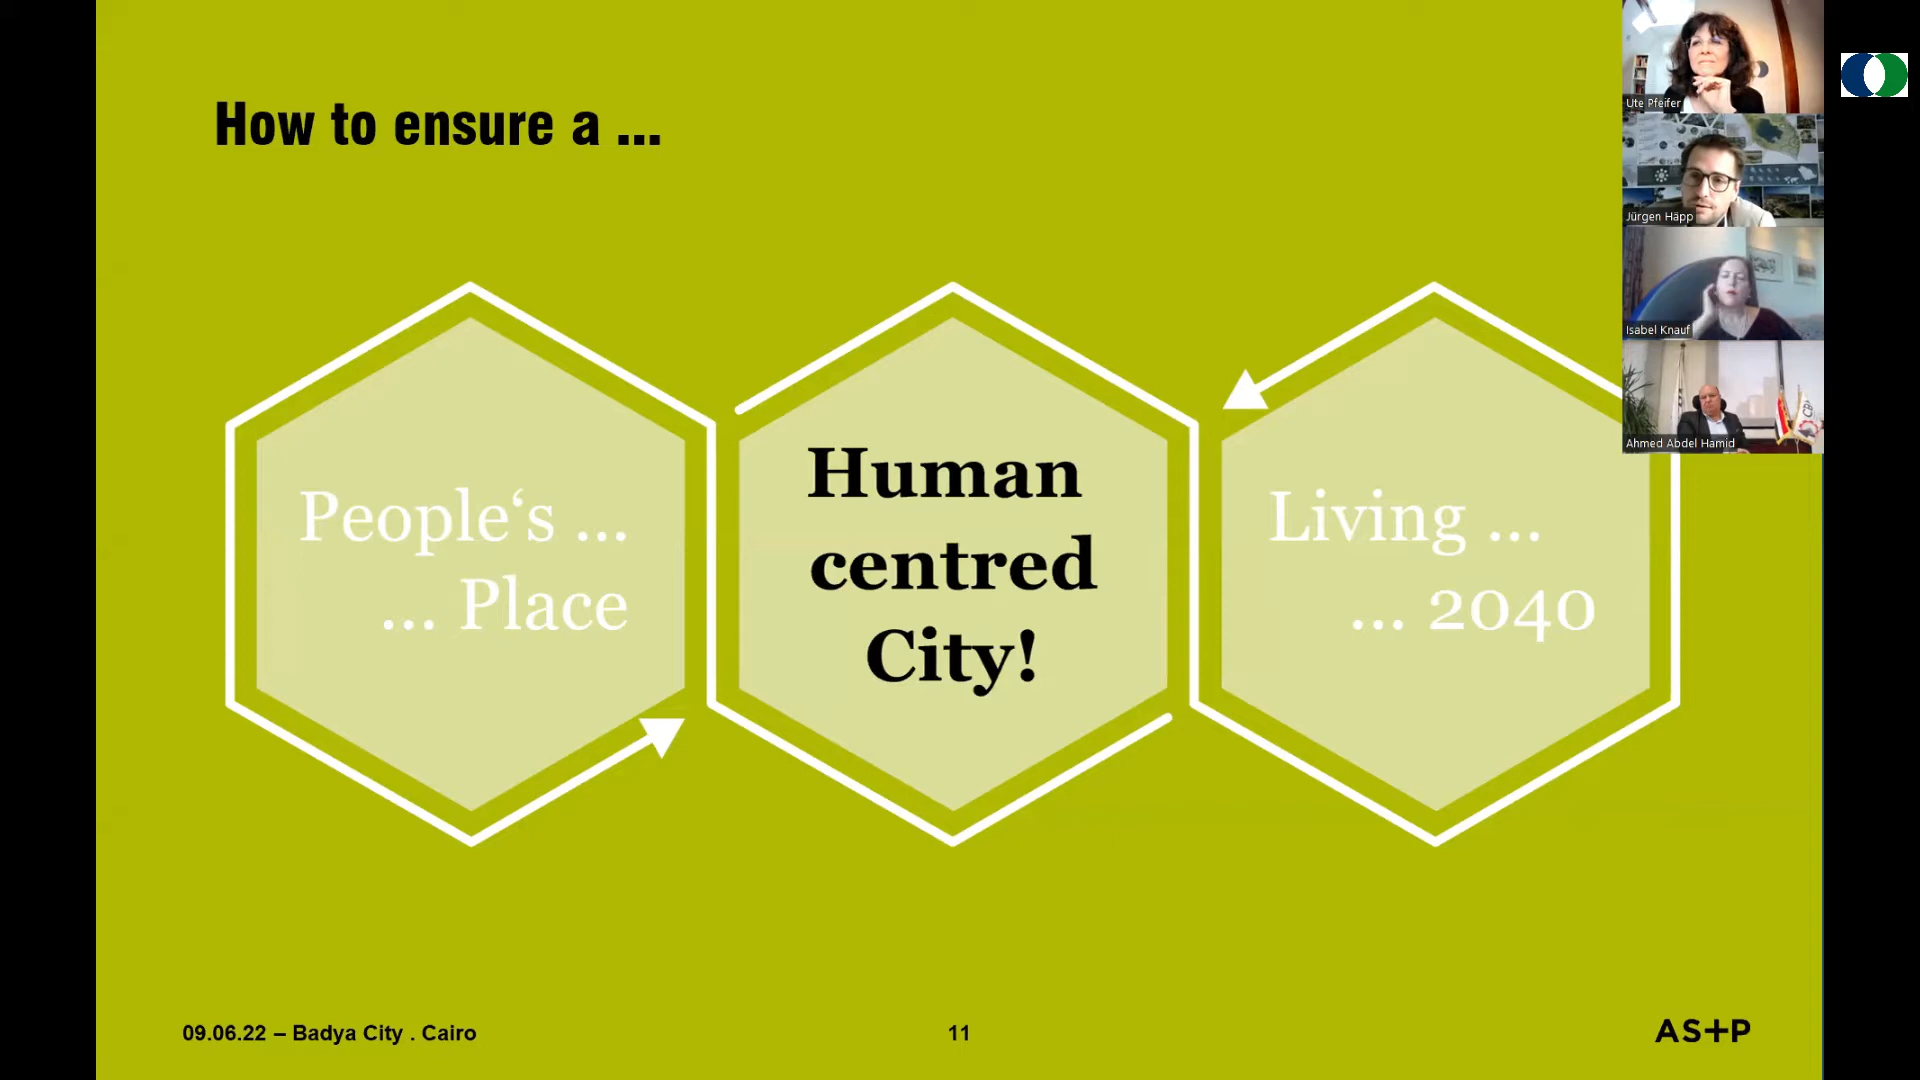 How to ensure a ...
People‘s ...
... Place
Human
centred
City!
Living ...
... 2040
09.06.22 – Badya City . Cairo
11
AS+P
Ute Pfeifer
Jürgen Häpp
Isabel Knauf
Ahmed Abdel Hamid